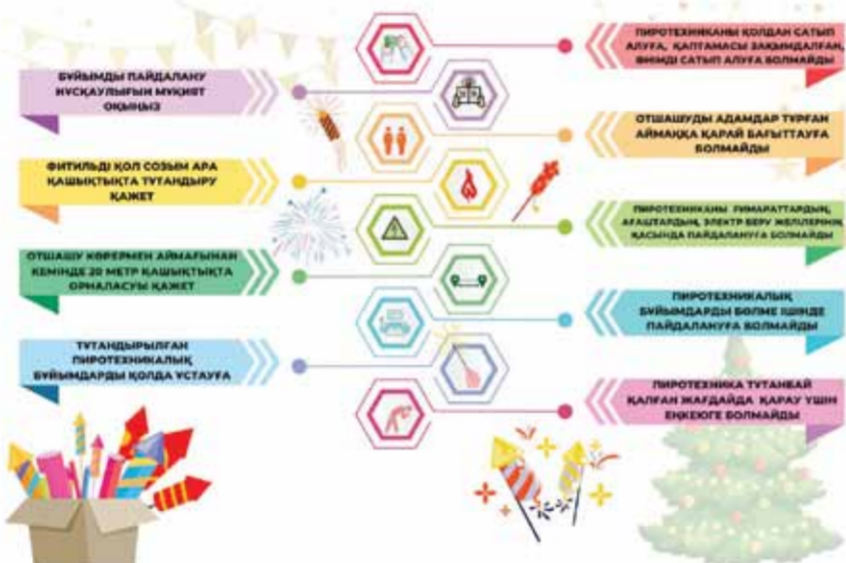 ПИРОТЕХНИКАНЫ ҚОЛДАН САТЫП
АЛУҒА, ҚАПТАМАСЫ ЗАҚЫМДАЛҒАН,
ӨНІМДІ САТЫП АЛУҒА БОЛМАЙДЫ
БҰЙЫМДЫ ПАЙДАЛАНУ
НҰСҚАУЛЫҒЫН МҰҚИЯТ
ОҚЫҢЫЗ
ОТШАШУДЫ АДАМДАР ТҰРҒАН
АЙМАҚҚА ҚАРАЙ БАҒЫТТАУҒА
БОЛМАЙДЫ
ФИТИЛЬДІ ҚОЛ СОЗЫМ АРА
ҚАШЫҚТЫҚТА ТҰТАНДЫРУ
ҚАЖЕТ
ПИРОТЕХНИКАНЫ ҒИМАРАТТАРДЫҢ,
АҒАШТАРДЫҢ, ЭЛЕКТР БЕРУ ЖЕЛІЛЕРІНІҢ
ҚАСЫНДА ПАЙДАЛАНУҒА БОЛМАЙДЫ
ОТШАШУ КӨРЕРМЕН АЙМАҒЫНАН
КЕМІНДЕ 20 МЕТР ҚАШЫҚТЫҚТА
ОРНАЛАСУЫ ҚАЖЕТ
ПИРОТЕХНИКАЛЫҚ
БҰЙЫМДАРДЫ БӨЛМЕ ІШІНДЕ
ПАЙДАЛАНУҒА БОЛМАЙДЫ
ТҰТАНДЫРЫЛҒАН
ПИРОТЕХНИКАЛЫҚ
БҰЙЫМДАРДЫ ҚОЛДА ҰСТАУҒА
ПИРОТЕХНИКА ТҰТАНБАЙ
ҚАЛҒАН ЖАҒДАЙДА ҚАРАУ ҮШІН
ЕҢКЕЮГЕ БОЛМАЙДЫ